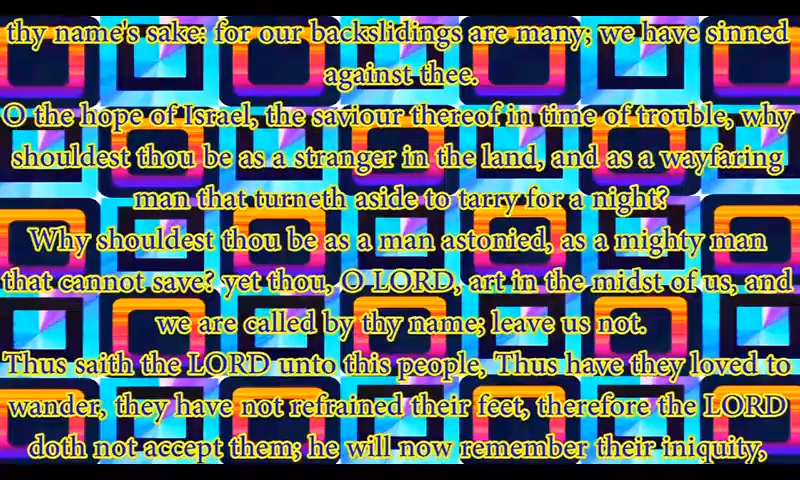 thy name's sake: for our backslidings are many; we have sinned
against thee.
O the hope of Israel, the saviour thereof in time of trouble, why
shouldest thou be as a stranger in the land, and as a wayfaring
man that turneth aside to tarry for a night?
Why shouldest thou be as a man astonied, as a mighty man
that cannot save? yet thou, O LORD, art in the midst of us, and
we are called by thy name; leave us not.
Thus saith the LORD unto this people, Thus have they loved to
wander, they have not refrained their feet, therefore the LORD
doth not accept them; he will now remember their iniquity,